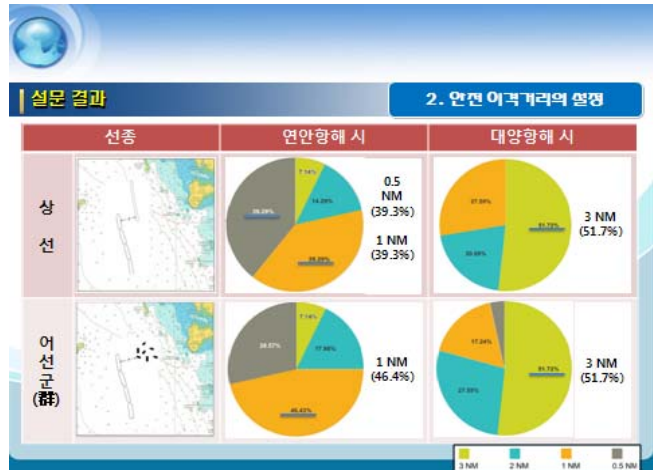 설문 결과
2. 안전 이격거리의 설정
선종
연안항해 시
대양항해 시
상
선
7.14%
14.29%
39.29%
39.29%
0.5
NM
(39.3%)
1 NM
(39.3%)
51.72%
3 NM
(51.7%)
어
선
군
(群)
7.14%
17.86%
46.43%
28.57%
1 NM
(46.4%)
17.24%
51.72%
27.59%
3 NM
(51.7%)
3 NM
2 NM
1 NM
0.5 NM